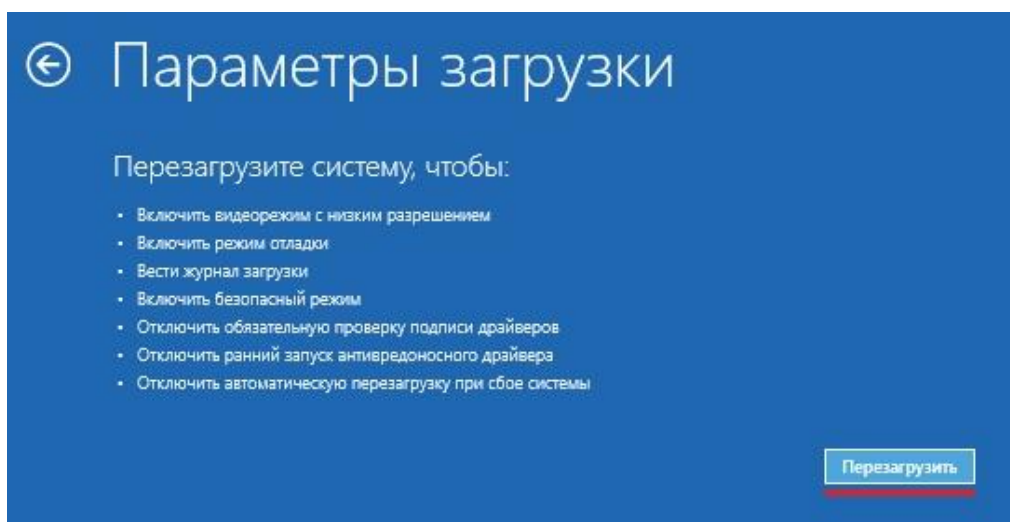 Параметры загрузки
Перезагрузите систему, чтобы:
• Включить видеорежим с низким разрешением
• Включить режим отладки
• Вести журнал загрузки
• Включить безопасный режим
• Отключить обязательную проверку подписи драйверов
• Отключить ранний запуск антивредоносного драйвера
• Отключить автоматическую перезагрузку при сбое системы
Перезагрузить